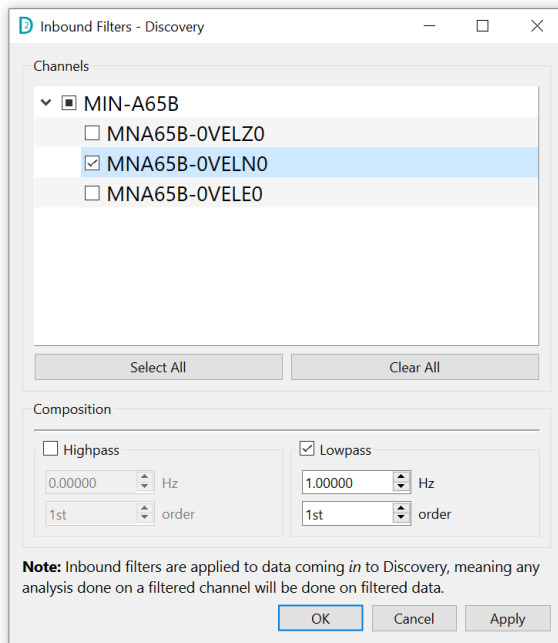 Inbound Filters - Discovery
Channels
MIN-A65B
MNA65B-0VELZ0
MNA65B-0VELN0
MNA65B-0VELE0
Select All Clear All
Composition
Highpass Lowpass
0.00000 Hz 1.00000 Hz
1st order 1st order
Note: Inbound filters are applied to data coming in to Discovery, meaning any
analysis done on a filtered channel will be done on filtered data.
OK Cancel Apply